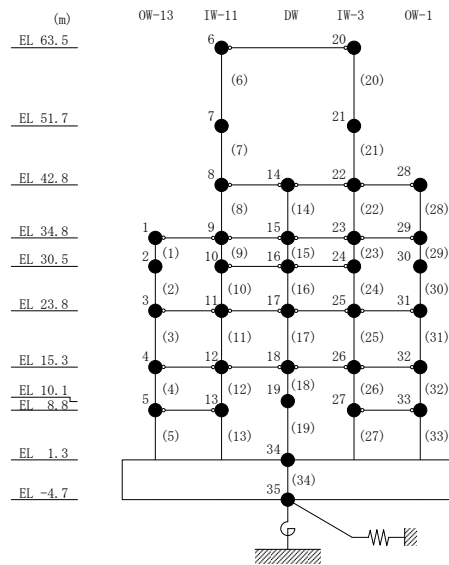 (m) OW-13 IW-11 DW IW-3 OW-1
EL 63.5 6 20
(6) (20)
EL 51.7 7 21
(7) (21)
EL 42.8 8 14 22 28
(8) (14) (22) (28)
EL 34.8 1 9 15 23 29
(1) (9) (15) (23) (29)
EL 30.5 2 10 16 24 30
(2) (10) (16) (24) (30)
EL 23.8 3 11 17 25 31
(3) (11) (17) (25) (31)
EL 15.3 4 12 18 26 32
(4) (12) (18) (26) (32)
EL 10.1 19
EL 8.8 5 13 27 33
(5) (13) (19) (27) (33)
EL 1.3 34
(34)
EL -4.7 35